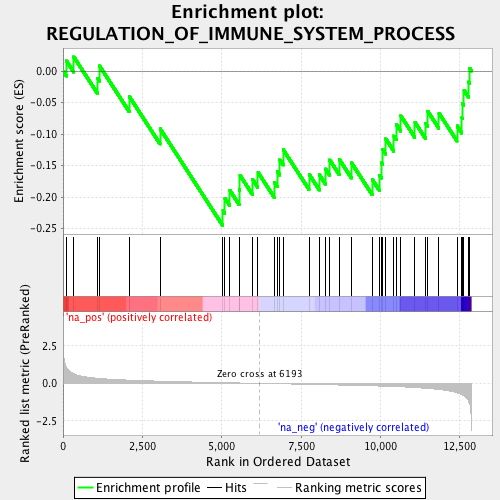 Enrichment plot:
REGULATION_OF_IMMUNE_SYSTEM_PROCESS
Enrichment score (ES)
0.00
-0.05
-0.10
-0.15
-0.20
-0.25
'na_pos' (positively correlated)
Ranked list metric (PreRanked)
2.5
0.0
-2.5
Zero cross at 6193
'na_neg' (negatively correlated)
0
2,500
5,000
7,500
10,000
12,500
Rank in Ordered Dataset
Enrichment profile
Hits
Ranking metric scores